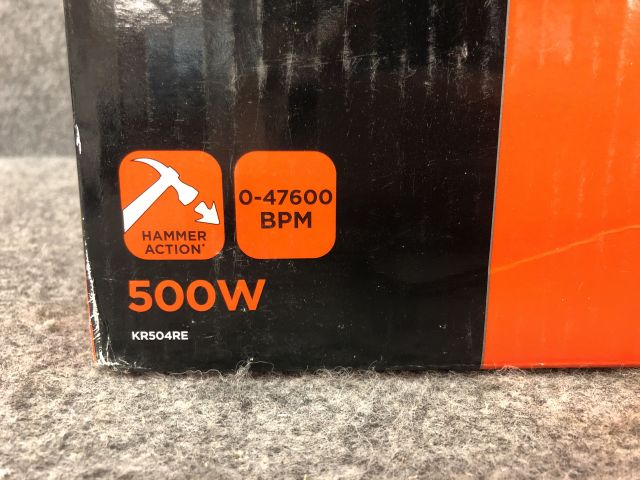 HAMMER
ACTION*
0-47600
BPM
500W
KR504RE